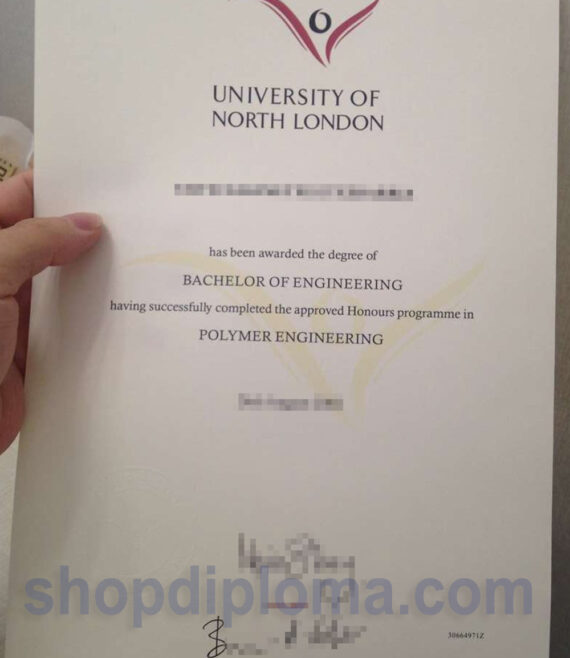 UNIVERSITY OF
NORTH LONDON
has been awarded the degree of
BACHELOR OF ENGINEERING
having successfully completed the approved Honours programme in
POLYMER ENGINEERING
shopdiploma.com
30664971Z